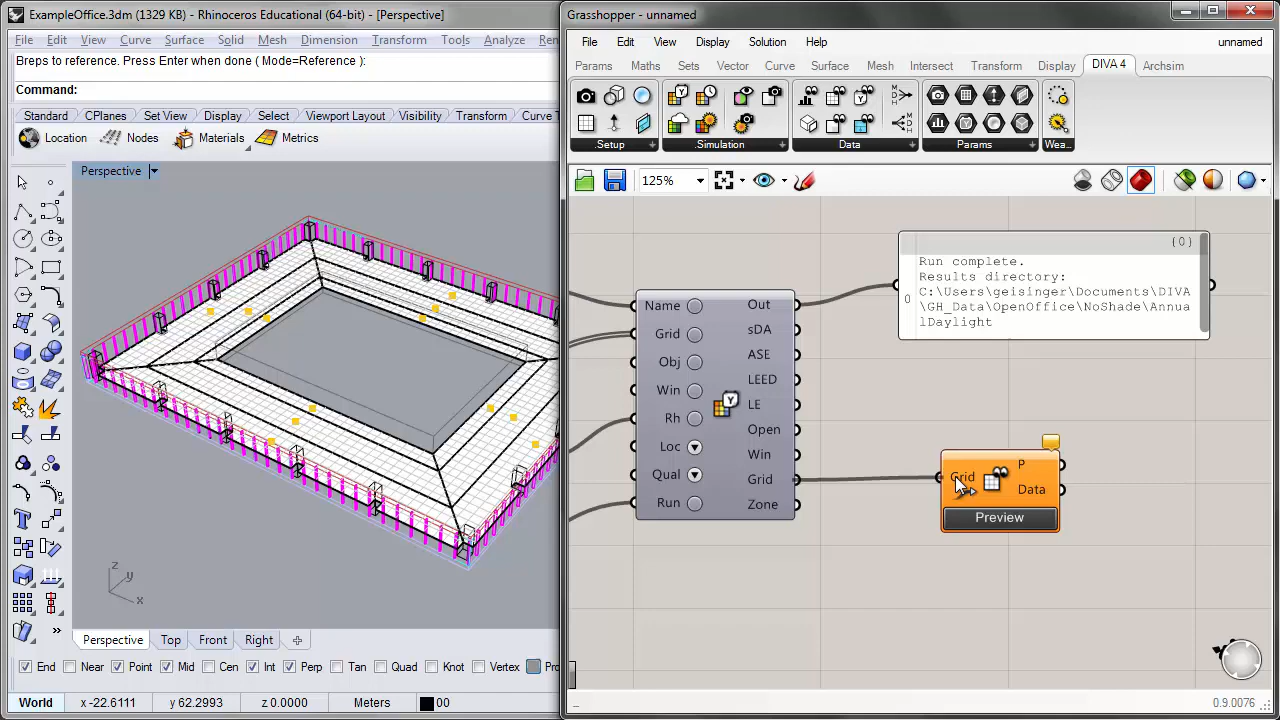 ExampleOffice.3dm (1329 KB) - Rhinoceros Educational (64-bit) - [Perspective]
File Edit View Curve Surface Solid Mesh Dimension Transform Tools Analyze Ren
Breps to reference. Press Enter when done ( Mode=Reference ):
Command:
Standard CPlanes Set View Display Select Viewport Layout Visibility Transform Curve T
Location Nodes Materials Metrics
Perspective
z
y
x
Perspective Top Front Right
End Near Point Mid Cen Int Perp Tan Quad Knot Vertex Pro
World x -22.6111 y 62.2993 z 0.0000 Meters 00
Grasshopper - unnamed
File Edit View Display Solution Help unnamed
Params Maths Sets Vector Curve Surface Mesh Intersect Transform Display DIVA 4 Archsim
.Setup .Simulation Data Params Wea...
125%
{0}
0
Run complete.
Results directory:
C:\Users\geisinger\Documents\DIVA
\GH_Data\OpenOffice\NoShade\Annua
lDaylight
Name Out
Grid sDA
Obj ASE
Win LEED
Rh LE
Loc Open
Qual Win
Run Grid
Zone
Y
Grid P
Data
Preview
0.9.0076